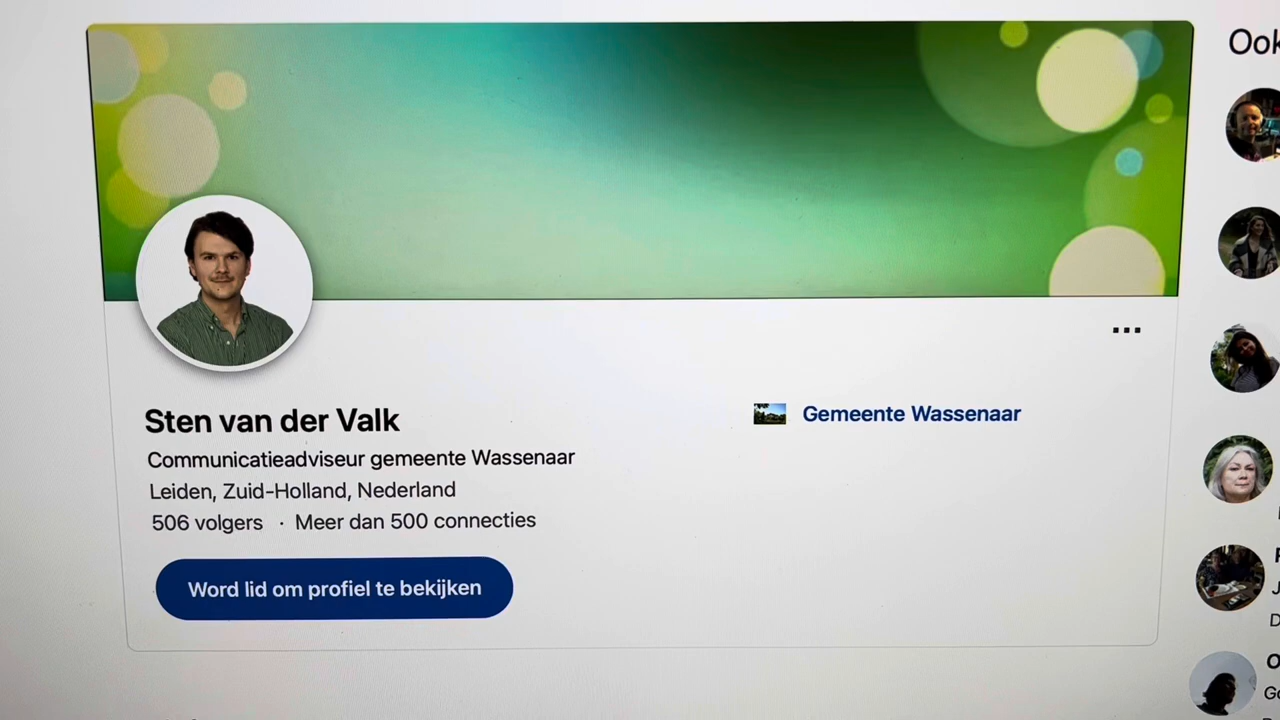 Ook
Sten van der Valk
Gemeente Wassenaar
Communicatieadviseur gemeente Wassenaar
Leiden, Zuid-Holland, Nederland
506 volgers · Meer dan 500 connecties
Word lid om profiel te bekijken